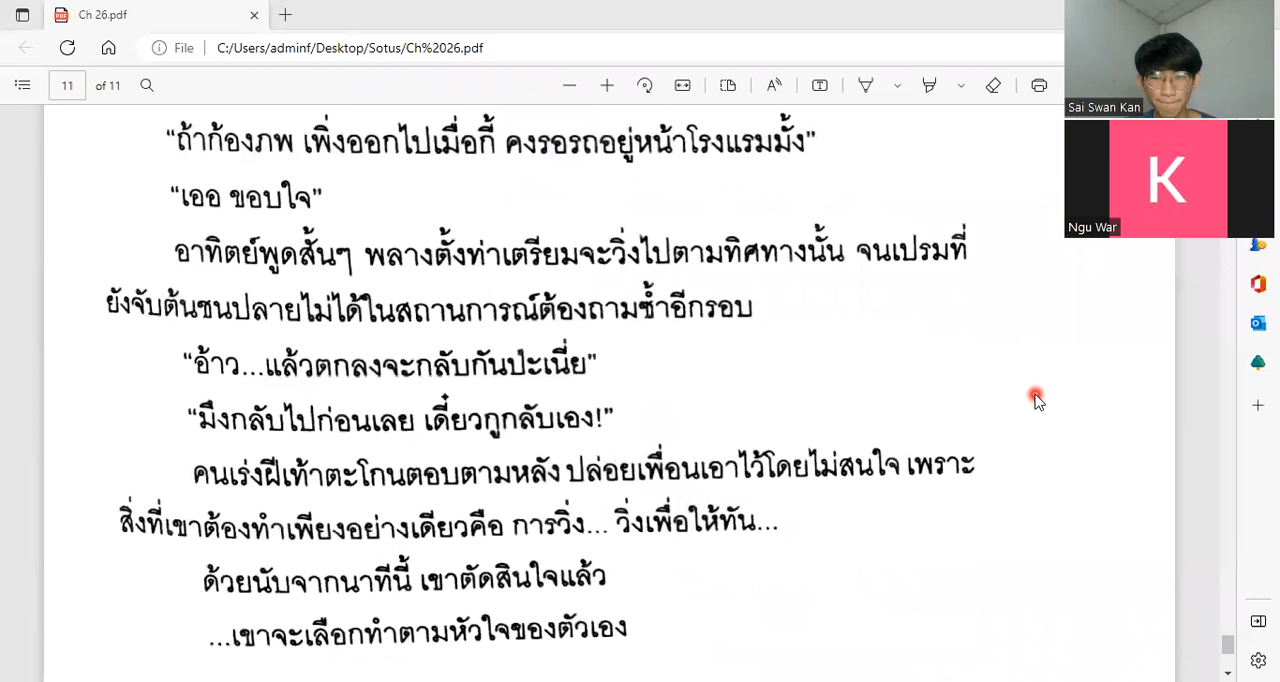 Ch 26.pdf
File
C:/Users/adminf/Desktop/Sotus/Ch%2026.pdf
11
of 11
Sai Swan Kan
K
Ngu War
“ถ้าก้องภพ เพิ่งออกไปเมื่อกี้ คงรอรถอยู่หน้าโรงแรมมั้ง”
“เออ ขอบใจ”
อาทิตย์พูดสั้นๆ พลางตั้งท่าเตรียมจะวิ่งไปตามทิศทางนั้น จนเปรมที่
ยังจับต้นชนปลายไม่ได้ในสถานการณ์ต้องถามซ้ำอีกรอบ
“อ้าว...แล้วตกลงจะกลับกันป่ะเนี่ย”
“มึงกลับไปก่อนเลย เดี๋ยวกูกลับเอง!”
คนเร่งฝีเท้าตะโกนตอบตามหลัง ปล่อยเพื่อนเอาไว้โดยไม่สนใจ เพราะ
สิ่งที่เขาต้องทำเพียงอย่างเดียวคือ การวิ่ง... วิ่งเพื่อให้ทัน...
ด้วยนับจากนาทีนี้ เขาตัดสินใจแล้ว
...เขาจะเลือกทำตามหัวใจของตัวเอง